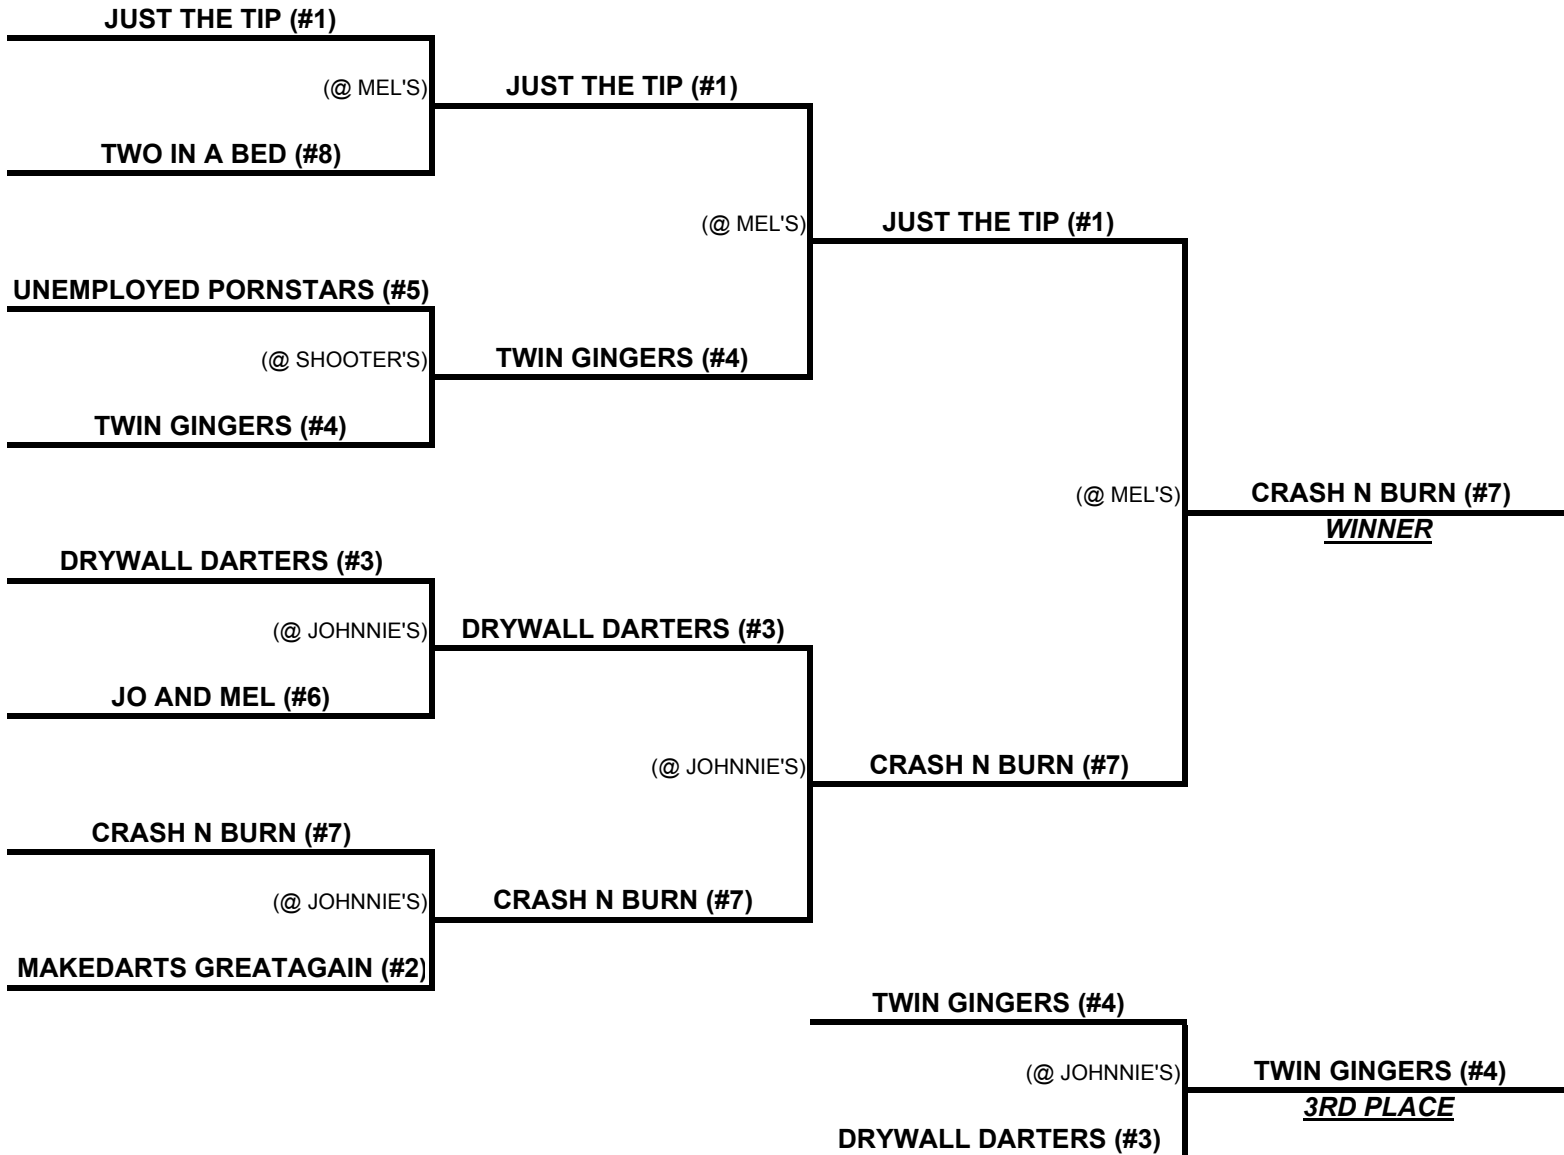 JUST THE TIP (#1)
(@ MEL'S)
JUST THE TIP (#1)
TWO IN A BED (#8)
(@ MEL'S)
JUST THE TIP (#1)
UNEMPLOYED PORNSTARS (#5)
(@ SHOOTER'S)
TWIN GINGERS (#4)
TWIN GINGERS (#4)
(@ MEL'S)
CRASH N BURN (#7)
WINNER
DRYWALL DARTERS (#3)
(@ JOHNNIE'S)
DRYWALL DARTERS (#3)
JO AND MEL (#6)
(@ JOHNNIE'S)
CRASH N BURN (#7)
CRASH N BURN (#7)
(@ JOHNNIE'S)
CRASH N BURN (#7)
MAKEDARTS GREATAGAIN (#2)
TWIN GINGERS (#4)
(@ JOHNNIE'S)
TWIN GINGERS (#4)
3RD PLACE
DRYWALL DARTERS (#3)